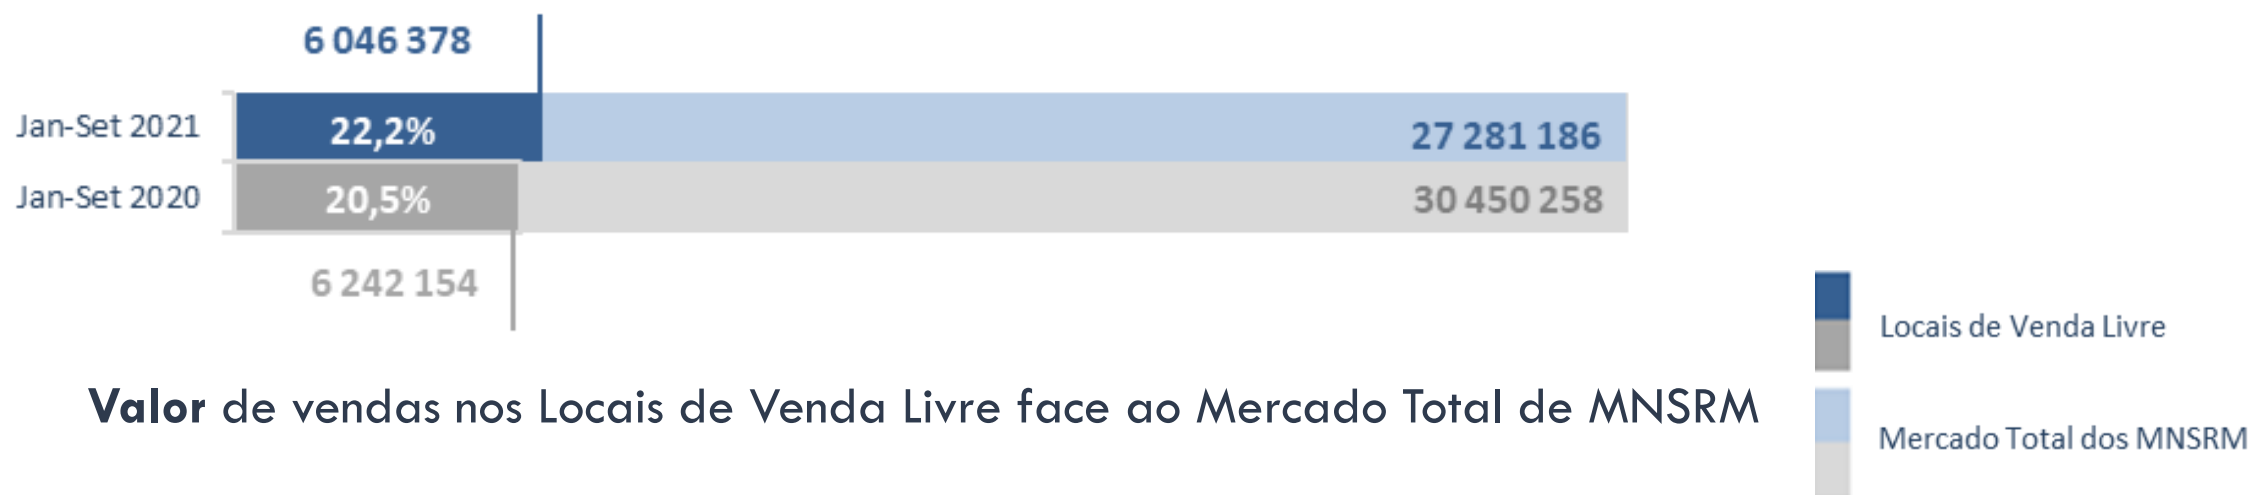 6 046 378
Jan-Set 2021 22,2% 27 281 186
Jan-Set 2020 20,5% 30 450 258
6 242 154
Locais de Venda Livre
Valor de vendas nos Locais de Venda Livre face ao Mercado Total de MNSRM
Mercado Total dos MNSRM